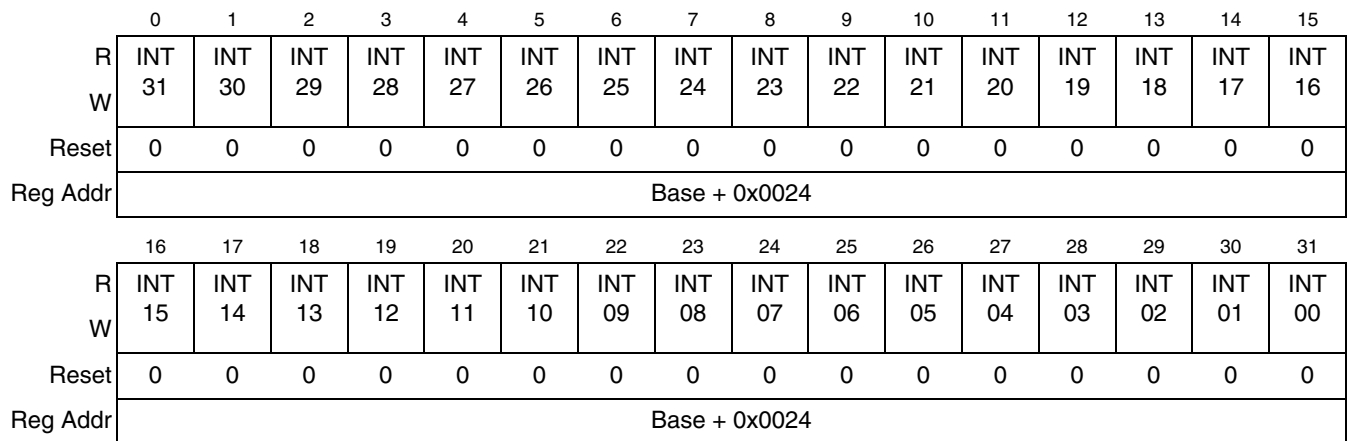 0 1 2 3 4 5 6 7 8 9 10 11 12 13 14 15
R INT INT INT INT INT INT INT INT INT INT INT INT INT INT INT INT
W 31 30 29 28 27 26 25 24 23 22 21 20 19 18 17 16
Reset 0 0 0 0 0 0 0 0 0 0 0 0 0 0 0 0
Reg Addr Base + 0x0024
16 17 18 19 20 21 22 23 24 25 26 27 28 29 30 31
R INT INT INT INT INT INT INT INT INT INT INT INT INT INT INT INT
W 15 14 13 12 11 10 09 08 07 06 05 04 03 02 01 00
Reset 0 0 0 0 0 0 0 0 0 0 0 0 0 0 0 0
Reg Addr Base + 0x0024